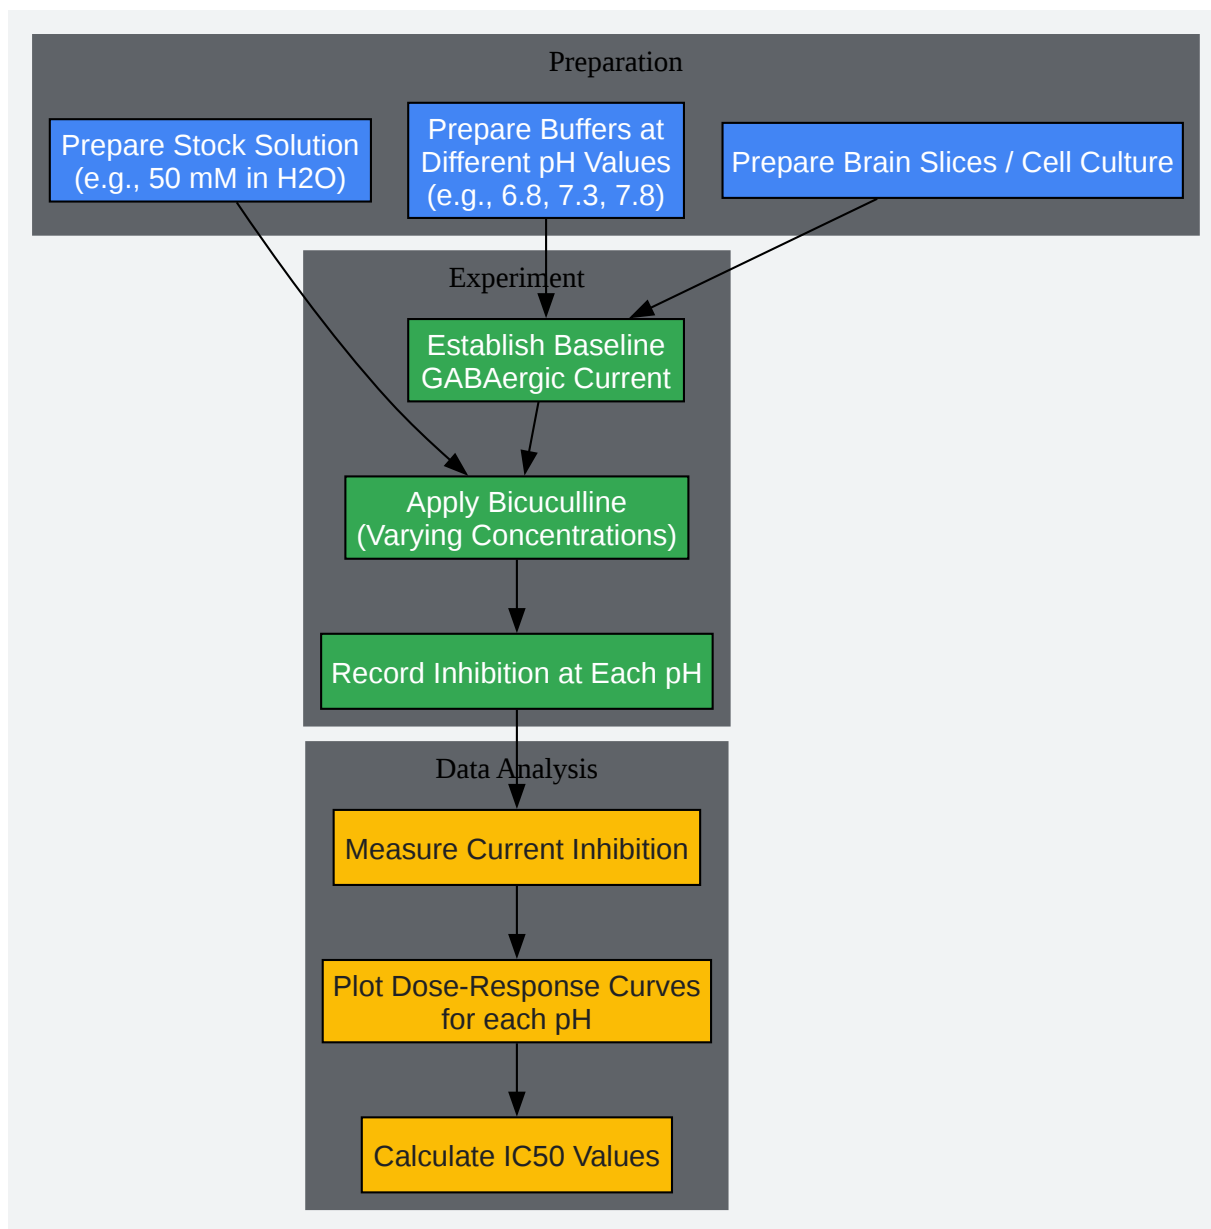 Preparation
Prepare Stock Solution
(e.g., 50 mM in H2O)
Prepare Buffers at
Different pH Values
(e.g., 6.8, 7.3, 7.8)
Prepare Brain Slices / Cell Culture
Experiment
Establish Baseline
GABAergic Current
Apply Bicuculline
(Varying Concentrations)
Record Inhibition at Each pH
Data Analysis
Measure Current Inhibition
Plot Dose-Response Curves
for each pH
Calculate IC50 Values